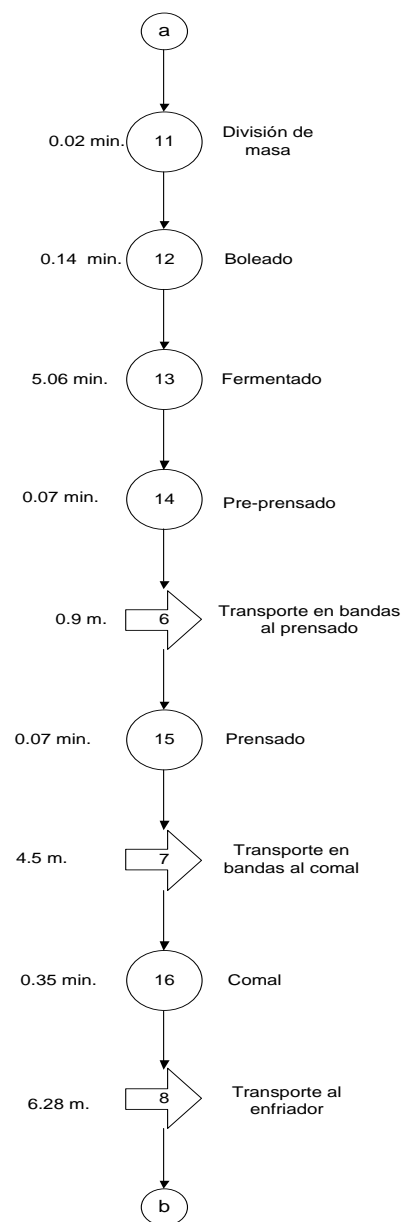 a
0.02 min.
11
División de
masa
0.14 min.
12
Boleado
5.06 min.
13
Fermentado
0.07 min.
14
Pre-prensado
0.9 m.
6
Transporte en bandas
al prensado
0.07 min.
15
Prensado
4.5 m.
7
Transporte en
bandas al comal
0.35 min.
16
Comal
6.28 m.
8
Transporte al
enfriador
b